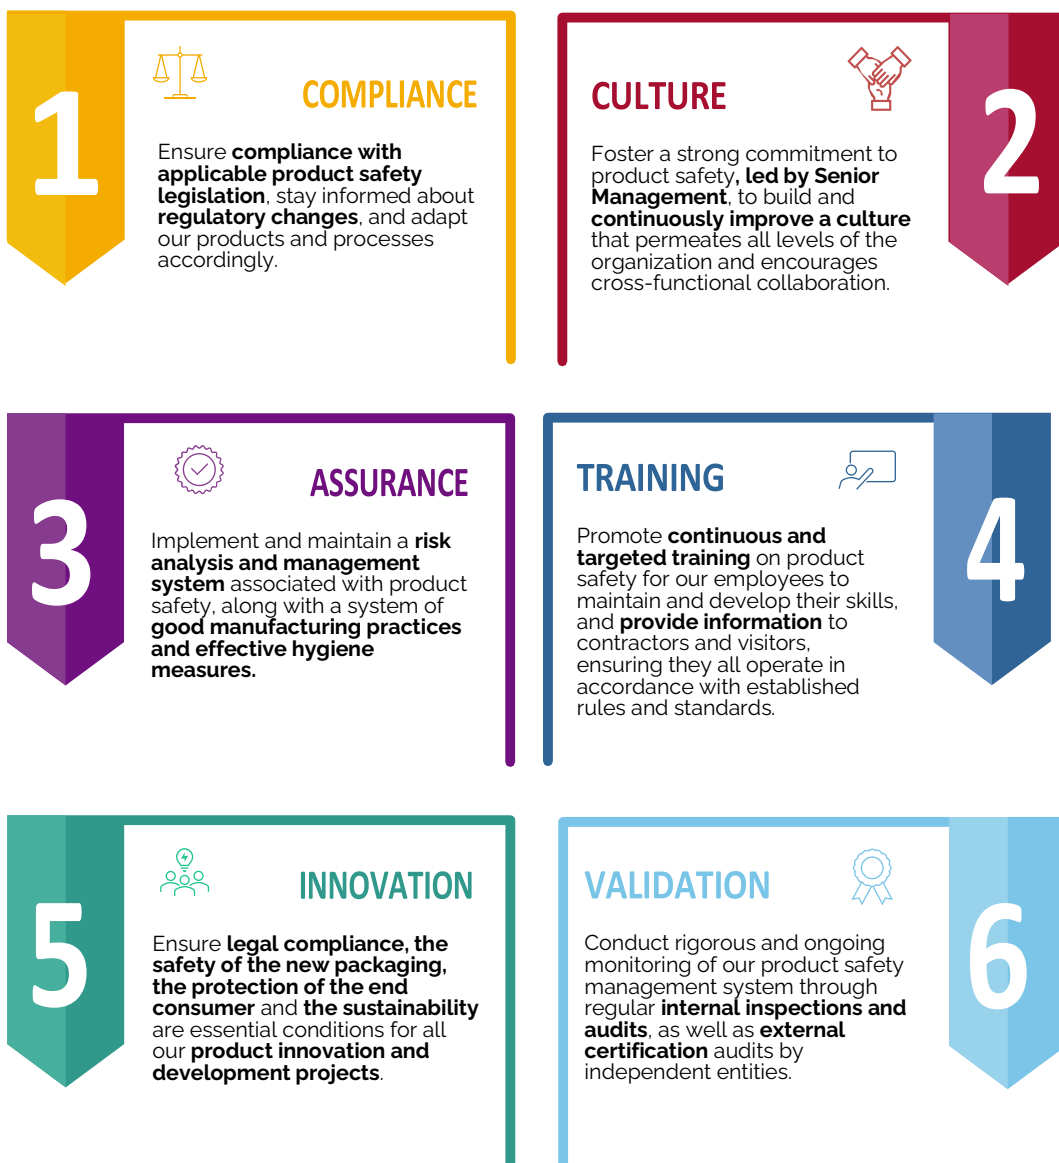 1
COMPLIANCE
Ensure compliance with
applicable product safety
legislation, stay informed about
regulatory changes, and adapt
our products and processes
accordingly.
2
CULTURE
Foster a strong commitment to
product safety, led by Senior
Management, to build and
continuously improve a culture
that permeates all levels of the
organization and encourages
cross-functional collaboration.
3
ASSURANCE
Implement and maintain a risk
analysis and management
system associated with product
safety, along with a system of
good manufacturing practices
and effective hygiene
measures.
4
TRAINING
Promote continuous and
targeted training on product
safety for our employees to
maintain and develop their skills,
and provide information to
contractors and visitors,
ensuring they all operate in
accordance with established
rules and standards.
5
INNOVATION
Ensure legal compliance, the
safety of the new packaging,
the protection of the end
consumer and the sustainability
are essential conditions for all
our product innovation and
development projects.
6
VALIDATION
Conduct rigorous and ongoing
monitoring of our product safety
management system through
regular internal inspections and
audits, as well as external
certification audits by
independent entities.